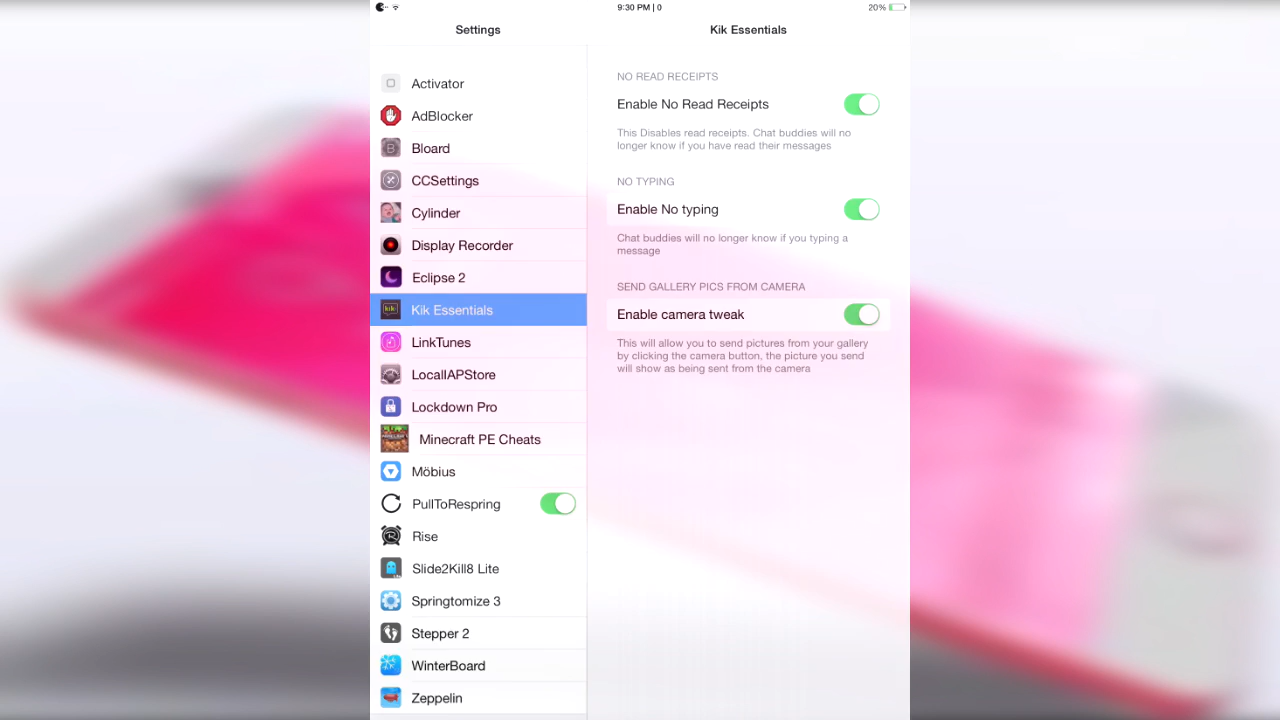 9:30 PM | 0
20%
Settings
Kik Essentials
Activator
AdBlocker
Bloard
CCSettings
Cylinder
Display Recorder
Eclipse 2
Kik Essentials
LinkTunes
LocalIAPStore
Lockdown Pro
Minecraft PE Cheats
Möbius
PullToRespring
Rise
Slide2Kill8 Lite
Springtomize 3
Stepper 2
WinterBoard
Zeppelin
NO READ RECEIPTS
Enable No Read Receipts
This Disables read receipts. Chat buddies will no
longer know if you have read their messages
NO TYPING
Enable No typing
Chat buddies will no longer know if you typing a
message
SEND GALLERY PICS FROM CAMERA
Enable camera tweak
This will allow you to send pictures from your gallery
by clicking the camera button, the picture you send
will show as being sent from the camera